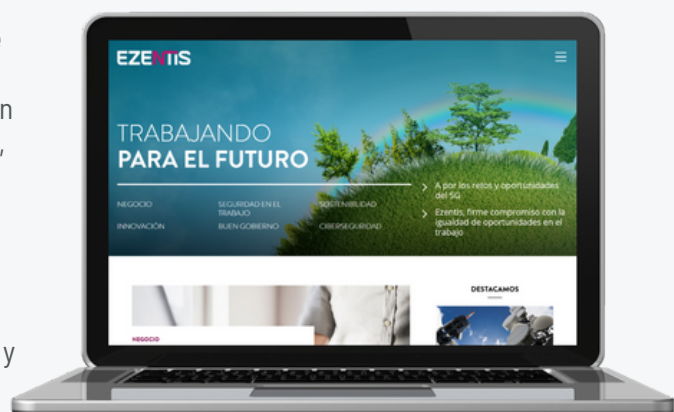 n
,
y
EZENTIS
TRABAJANDO
PARA EL FUTURO
NEGOCIO
SEGURIDAD EN EL
TRABAJO
SOSTENIBILIDAD
INNOVACIÓN
BUEN GOBIERNO
CIBERSEGURIDAD
A por los retos y oportunidades
del 5G
Ezentis, firme compromiso con la
igualdad de oportunidades en el
trabajo
DESTACAMOS
NEGOCIO